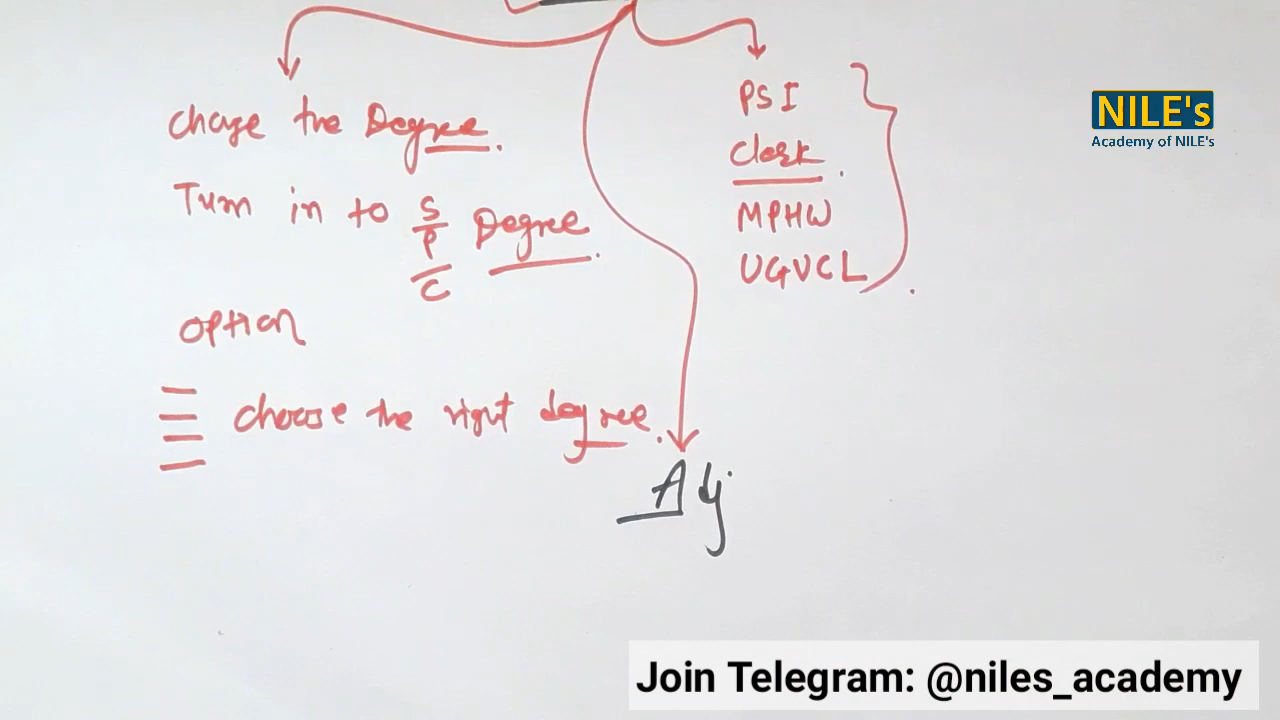 Chage the Degree.
Turn in to S/P/C Degree.
option
choose the right degree.
Adj
PSI
Clerk.
MPHW
UGVCL
NILE's
Academy of NILE's
Join Telegram: @niles_academy